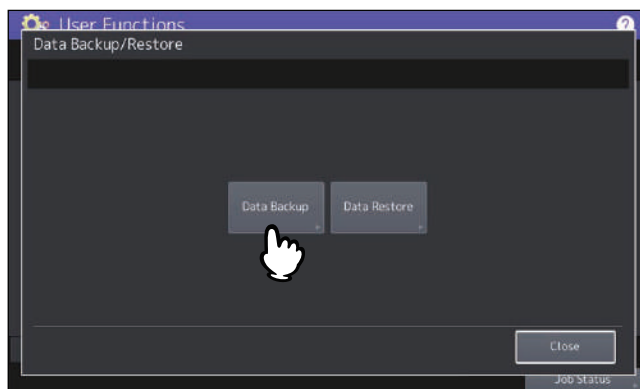 User Functions
?
Data Backup/Restore
Data Backup
Data Restore
Close
Job Status